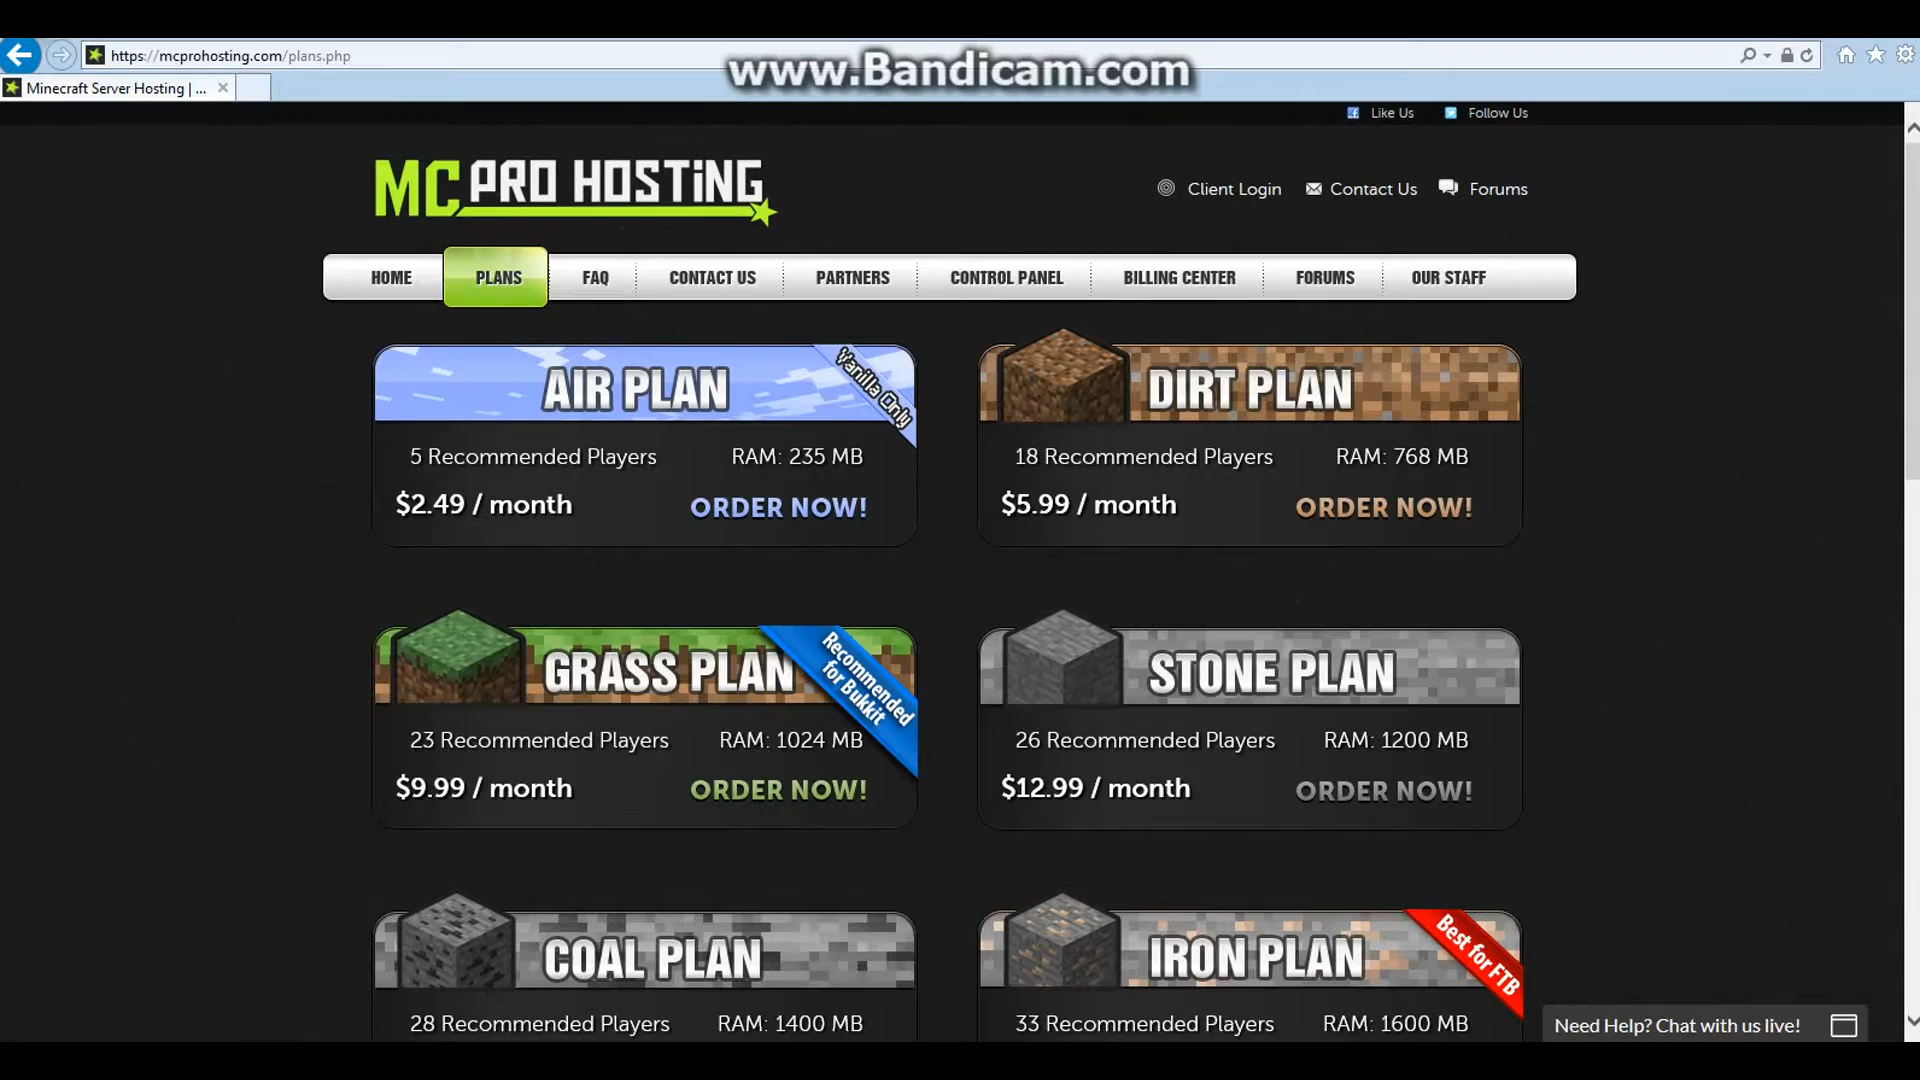 https://mcprohosting.com/plans.php
www.Bandicam.com
Minecraft Server Hosting | ...
Like Us
Follow Us
MC PRO HOSTiNG
Client Login
Contact Us
Forums
HOME
PLANS
FAQ
CONTACT US
PARTNERS
CONTROL PANEL
BILLING CENTER
FORUMS
OUR STAFF
AIR PLAN
Vanilla Only
5 Recommended Players
RAM: 235 MB
$2.49 / month
ORDER NOW!
DIRT PLAN
18 Recommended Players
RAM: 768 MB
$5.99 / month
ORDER NOW!
GRASS PLAN
Recommended
for Bukkit
23 Recommended Players
RAM: 1024 MB
$9.99 / month
ORDER NOW!
STONE PLAN
26 Recommended Players
RAM: 1200 MB
$12.99 / month
ORDER NOW!
COAL PLAN
28 Recommended Players
RAM: 1400 MB
IRON PLAN
Best for FTB
33 Recommended Players
RAM: 1600 MB
Need Help? Chat with us live!